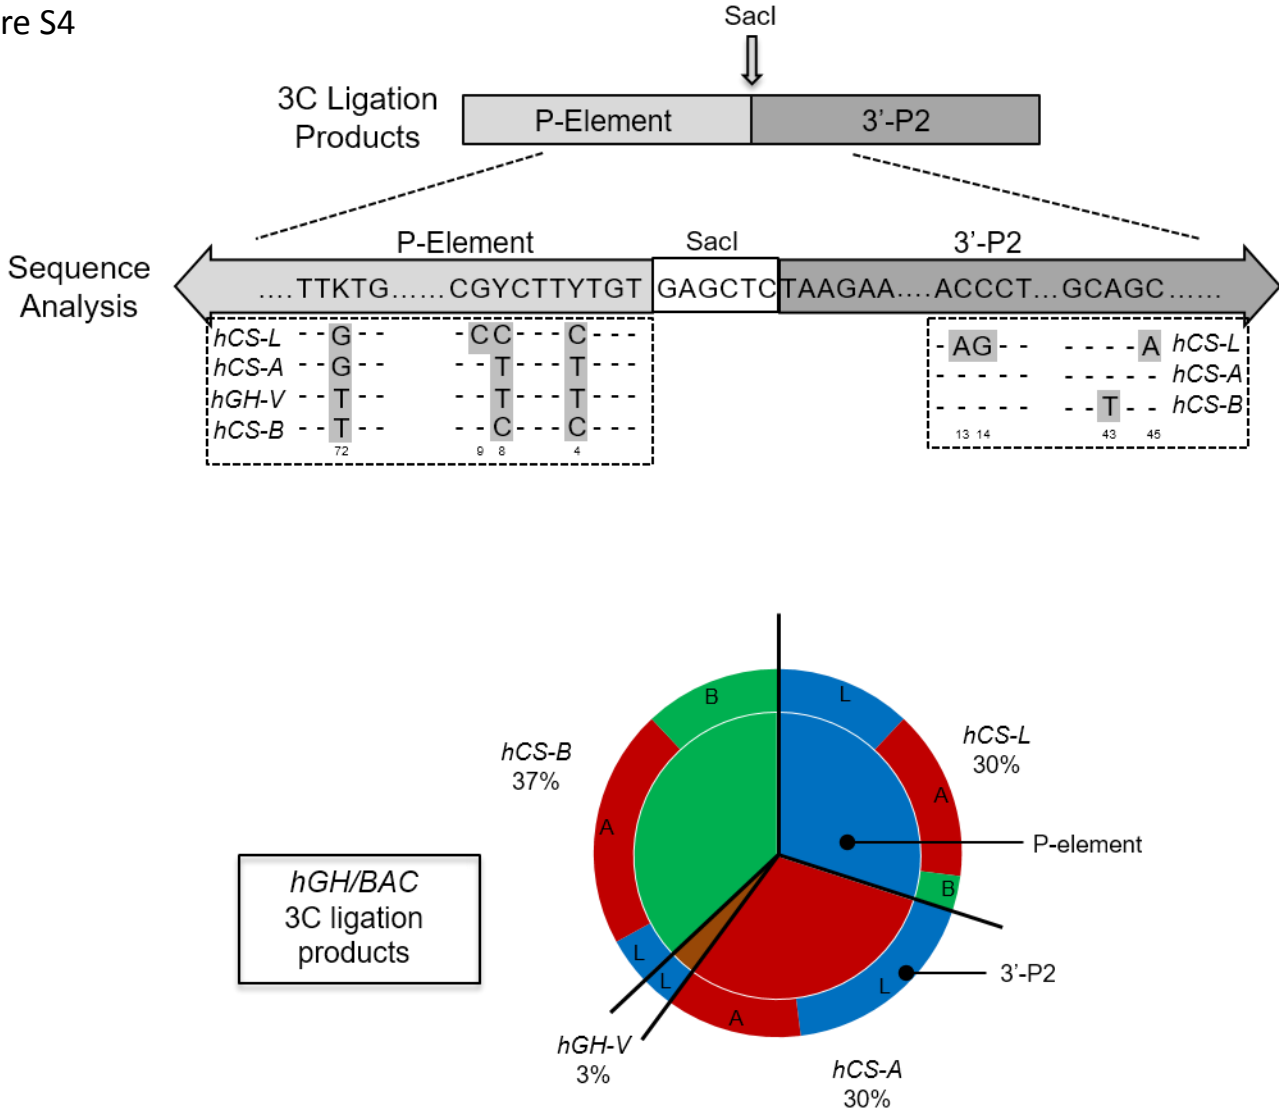 re S4
SacI
3C Ligation
Products
P-Element
3'-P2
Sequence
Analysis
P-Element
SacI
3'-P2
....TTKTG......CGYCTTYTGT
GAGCTC
TAAGAA....ACCCT...GCAGC......
hCS-L - - G - - - C C - - - C - - -
hCS-A - - G - - - - T - - - T - - -
hGH-V - - T - - - - T - - - T - - -
hCS-B - - T - - - - C - - - C - - -
72 9 8 4
- A G - - - - - - A hCS-L
- - - - - - - - - - hCS-A
- - - - - - - T - - hCS-B
13 14 43 45
hCS-B
37%
hCS-L
30%
B
L
A
A
B
L
L
L
A
P-element
3'-P2
hGH/BAC
3C ligation
products
hGH-V
3%
hCS-A
30%